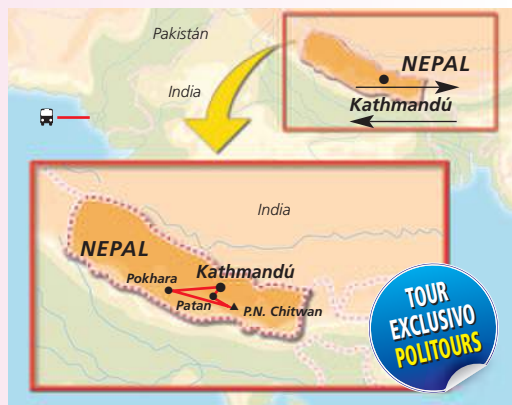 Pakistán
India
NEPAL
Kathmandú
India
NEPAL
Kathmandú
Pokhara
Patan
P.N. Chitwan
TOUR
EXCLUSIVO
POLITOURS